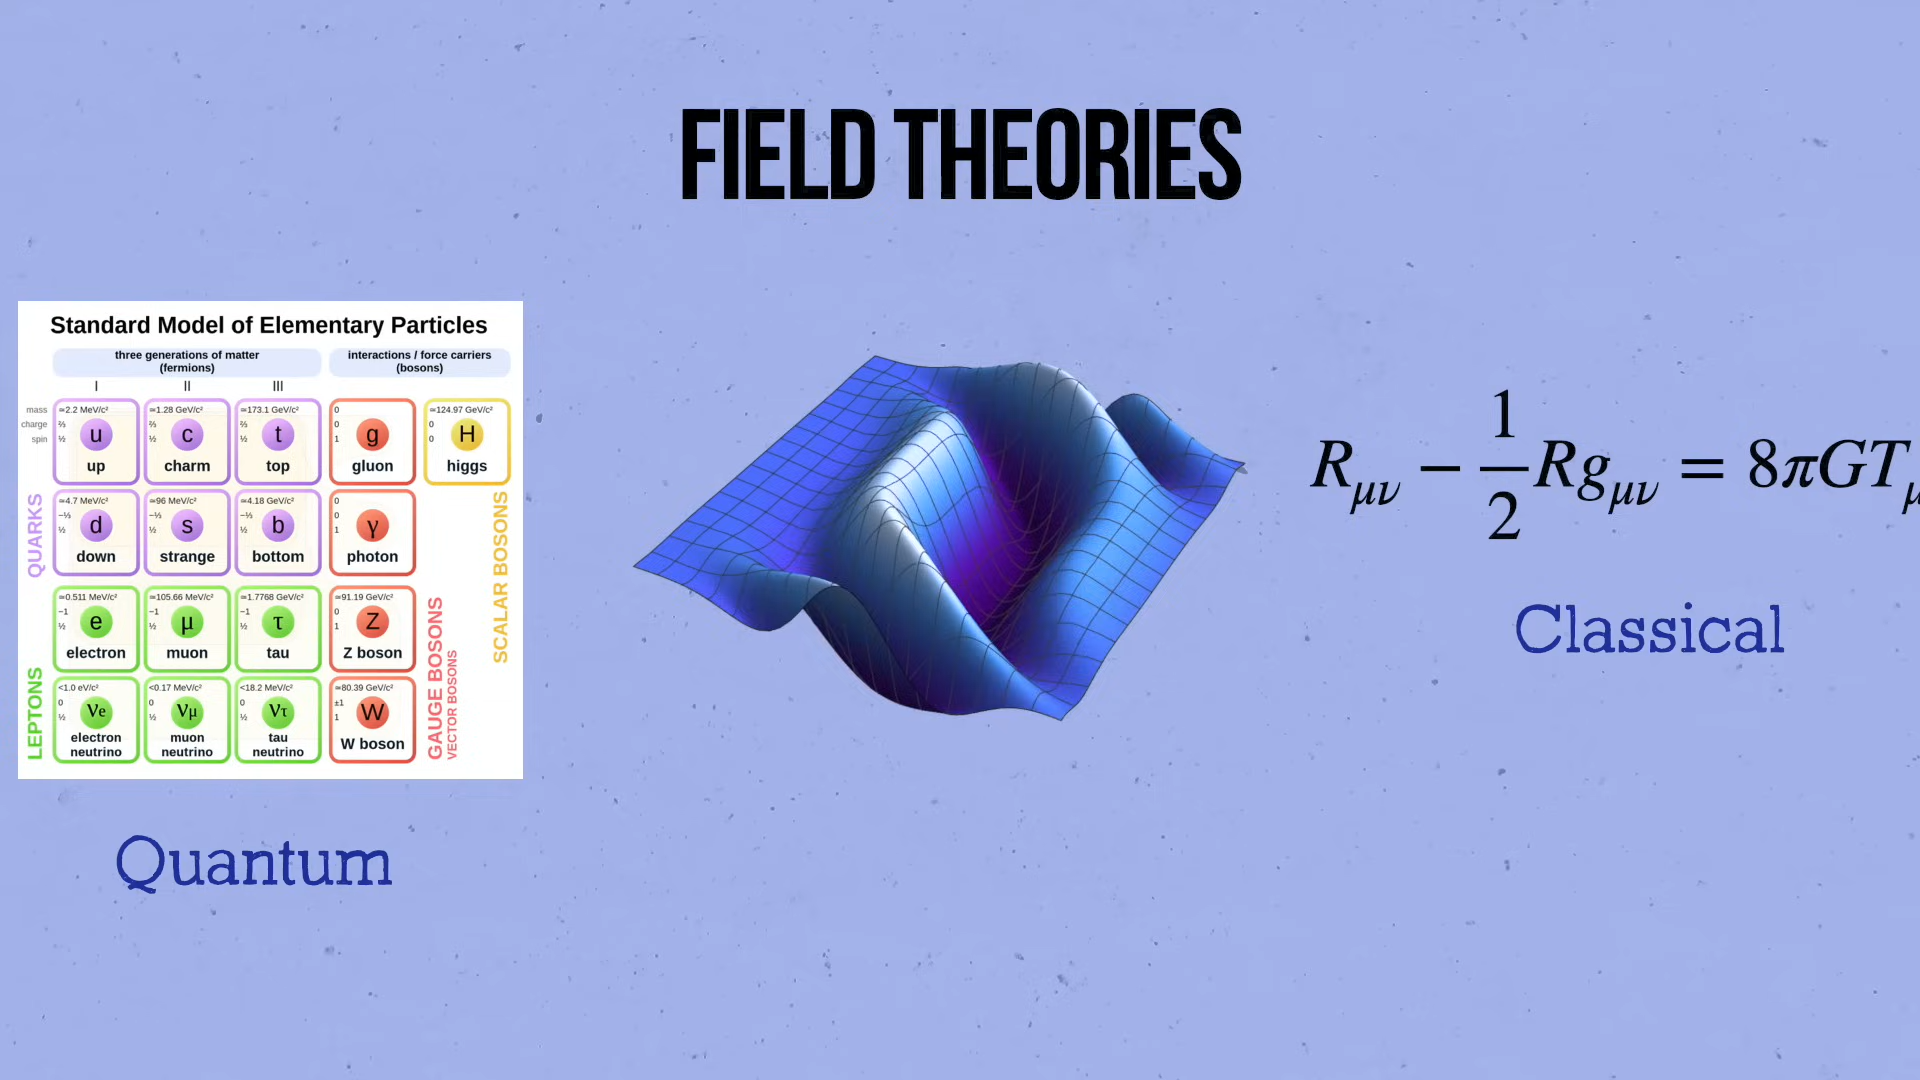 FIELD THEORIES
Standard Model of Elementary Particles
three generations of matter
(fermions)
interactions / force carriers
(bosons)
I II III
mass ≃2.2 MeV/c² ≃1.28 GeV/c² ≃173.1 GeV/c² 0 ≃124.97 GeV/c²
charge ⅔ ⅔ ⅔ 0 0
spin ½ ½ ½ 1 0
u c t g H
up charm top gluon higgs
QUARKS
≃4.7 MeV/c² ≃96 MeV/c² ≃4.18 GeV/c² 0
−⅓ −⅓ −⅓ 0
½ ½ ½ 1
d s b γ
down strange bottom photon
SCALAR BOSONS
≃0.511 MeV/c² ≃105.66 MeV/c² ≃1.7768 GeV/c² ≃91.19 GeV/c²
−1 −1 −1 0
½ ½ ½ 1
e μ τ Z
electron muon tau Z boson
LEPTONS
<1.0 eV/c² <0.17 MeV/c² <18.2 MeV/c² ≃80.39 GeV/c²
0 0 0 ±1
½ ½ ½ 1
νe νμ ντ W
electron neutrino muon neutrino tau neutrino W boson
GAUGE BOSONS
VECTOR BOSONS
Quantum
Rμν − 1/2 Rgμν = 8πGTμ
Classical